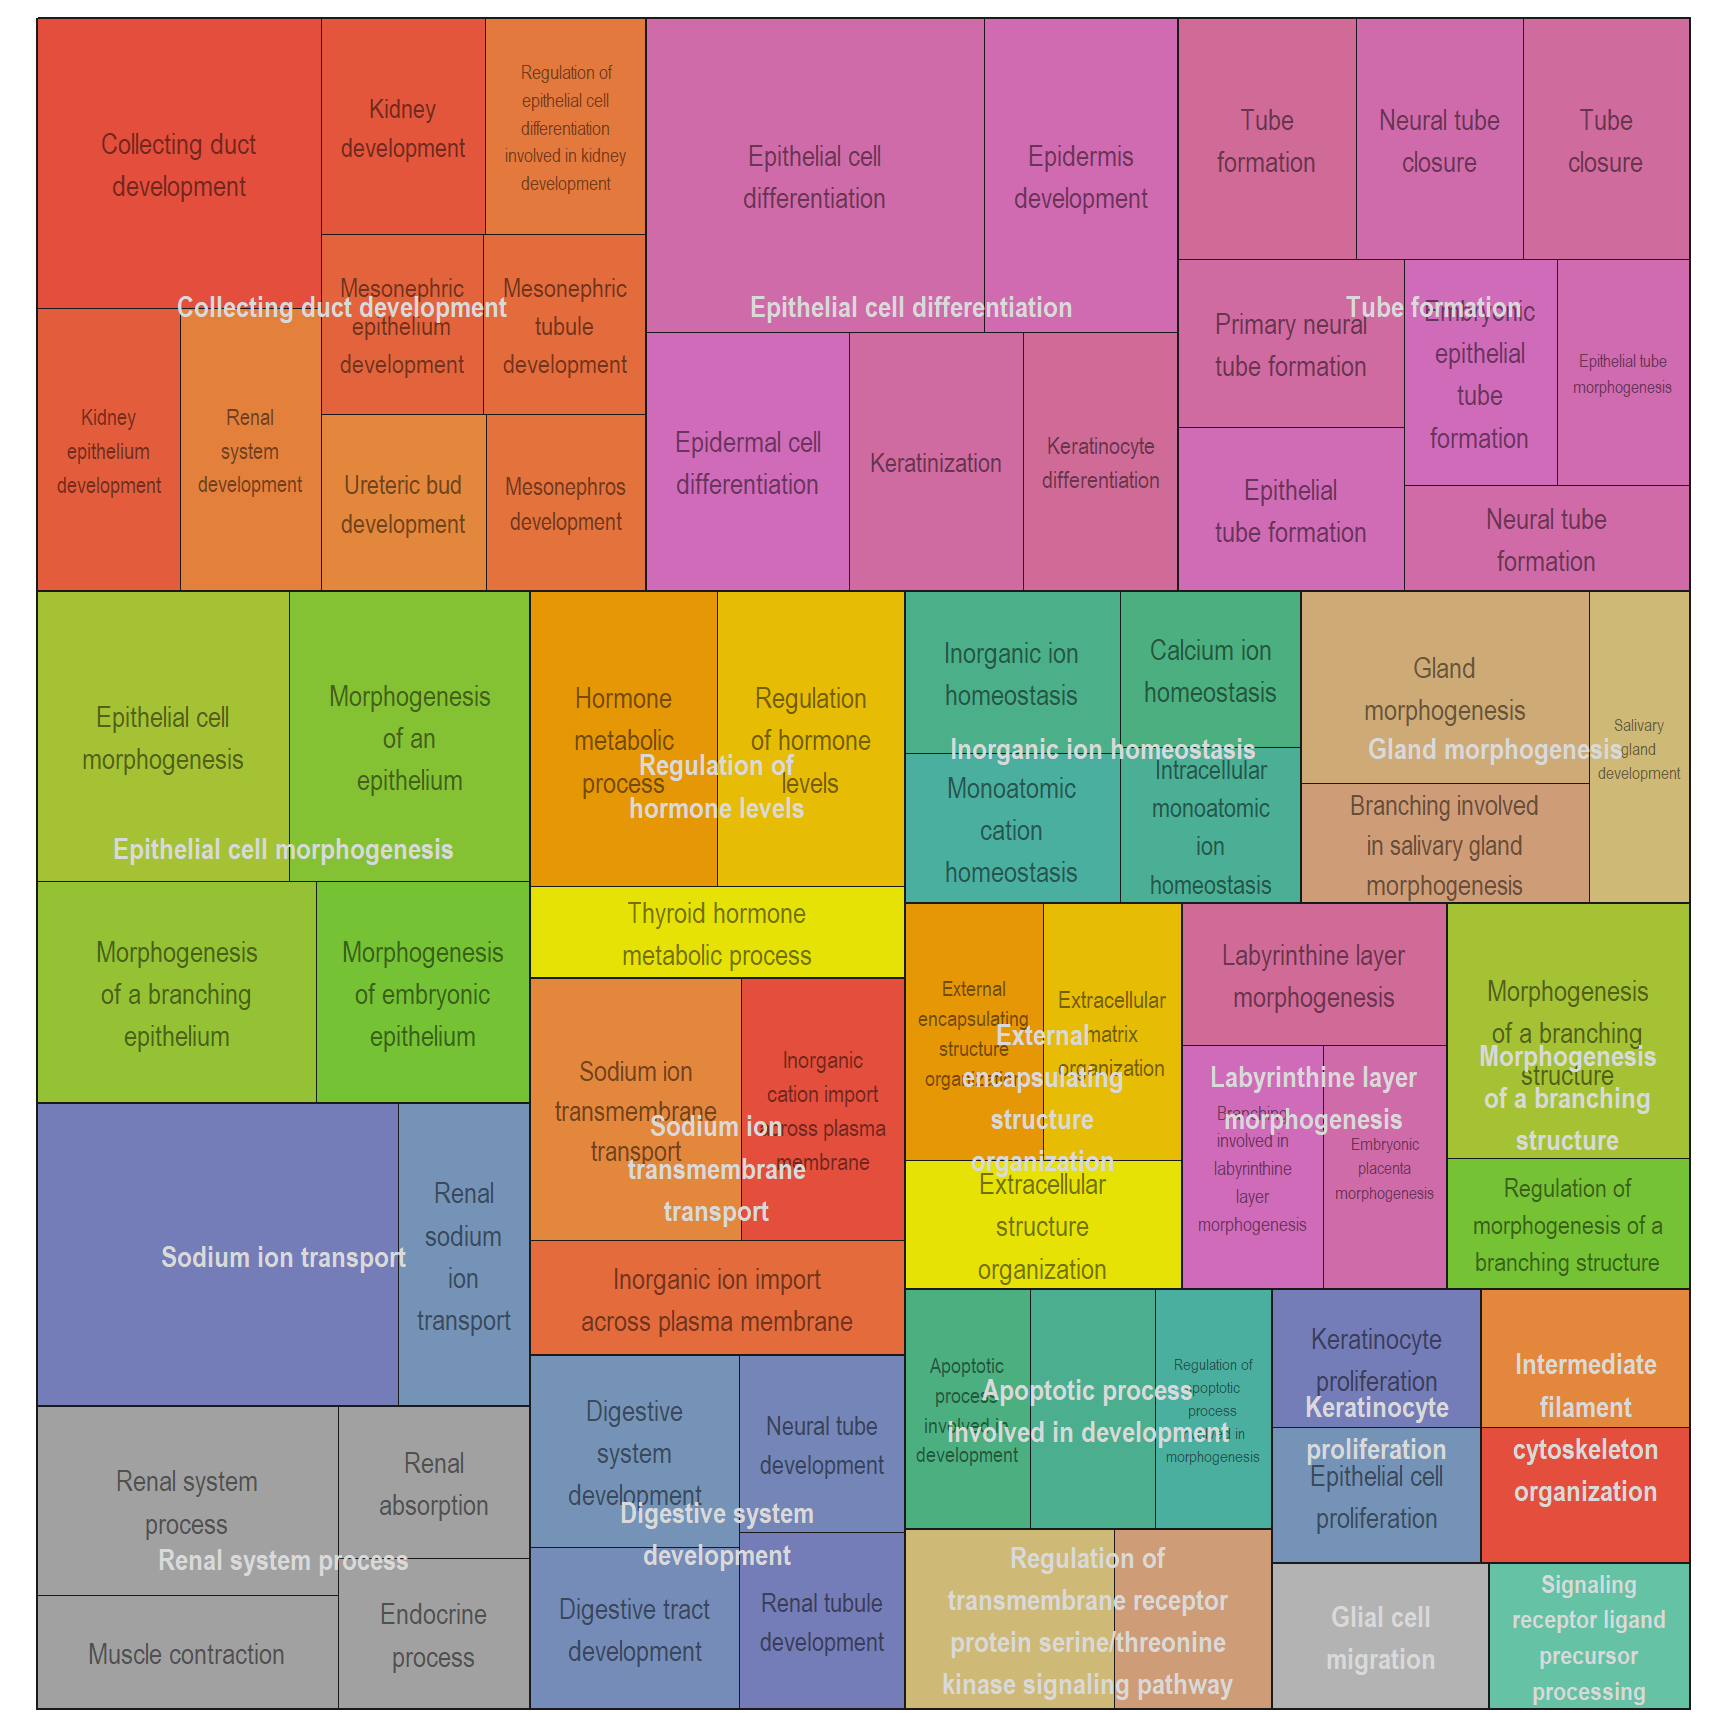 Collecting duct
development
Kidney
development
Regulation of
epithelial cell
differentiation
involved in kidney
development
Mesonephric
epithelium
development
Mesonephric
tubule
development
Collecting duct development
Kidney
epithelium
development
Renal
system
development
Ureteric bud
development
Mesonephros
development
Epithelial cell
differentiation
Epidermis
development
Epithelial cell differentiation
Epidermal cell
differentiation
Keratinization
Keratinocyte
differentiation
Tube
formation
Neural tube
closure
Tube
closure
Tube formation
Primary neural
tube formation
Embryonic
epithelial
tube
formation
Epithelial tube
morphogenesis
Epithelial
tube formation
Neural tube
formation
Epithelial cell
morphogenesis
Morphogenesis
of an
epithelium
Epithelial cell morphogenesis
Morphogenesis
of a branching
epithelium
Morphogenesis
of embryonic
epithelium
Hormone
metabolic
process
Regulation
of hormone
levels
Regulation of
hormone levels
Thyroid hormone
metabolic process
Inorganic ion
homeostasis
Calcium ion
homeostasis
Inorganic ion homeostasis
Monoatomic
cation
homeostasis
Intracellular
monoatomic
ion
homeostasis
Gland
morphogenesis
Gland morphogenesis
Salivary
gland
development
Branching involved
in salivary gland
morphogenesis
External
encapsulating
structure
organization
Extracellular
matrix
organization
External
encapsulating
structure
organization
Extracellular
structure
organization
Labyrinthine layer
morphogenesis
Labyrinthine layer
morphogenesis
Branching
involved in
labyrinthine
layer
morphogenesis
Embryonic
placenta
morphogenesis
Morphogenesis
of a branching
structure
Morphogenesis
of a branching
structure
Regulation of
morphogenesis of a
branching structure
Sodium ion transport
Renal
sodium
ion
transport
Sodium ion
transmembrane
transport
Inorganic
cation import
across plasma
membrane
Sodium ion
transmembrane
transport
Inorganic ion import
across plasma membrane
Renal system
process
Renal
absorption
Renal system process
Muscle contraction
Endocrine
process
Digestive
system
development
Neural tube
development
Digestive system
development
Digestive tract
development
Renal tubule
development
Apoptotic
process
involved in
development
Apoptotic process
involved in development
Regulation of
apoptotic
process
involved in
morphogenesis
Keratinocyte
proliferation
Keratinocyte
proliferation
Epithelial cell
proliferation
Intermediate
filament
cytoskeleton
organization
Regulation of
transmembrane receptor
protein serine/threonine
kinase signaling pathway
Glial cell
migration
Signaling
receptor ligand
precursor
processing